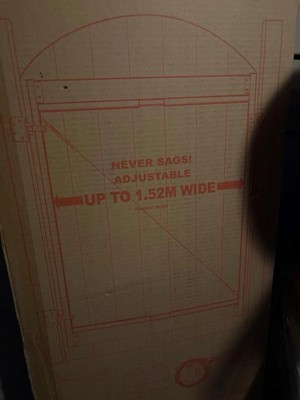 NEVER SAGS!
ADJUSTABLE
UP TO 1.52M WIDE